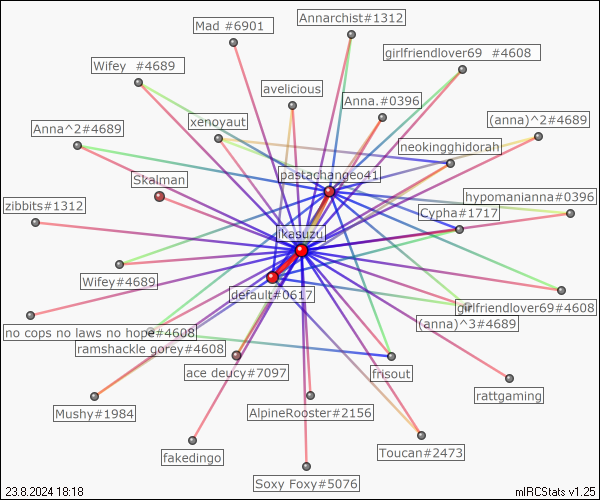 Annarchist#1312
Mad #6901
girlfriendlover69 #4608
Wifey #4689
avelicious
Anna.#0396
xenoyaut
(anna)^2#4689
Anna^2#4689
neokingghidorah
pastachangeo41
Skalman
hypomanianna#0396
zibbits#1312
Cypha#1717
ikasuzu
Wifey#4689
default#0617
girlfriendlover69#4608
(anna)^3#4689
no cops no laws no hope#4608
ramshackle gorey#4608
ace deucy#7097
frisout
rattgaming
Mushy#1984
AlpineRooster#2156
fakedingo
Toucan#2473
Soxy Foxy#5076
23.8.2024 18:18
mIRCStats v1.25